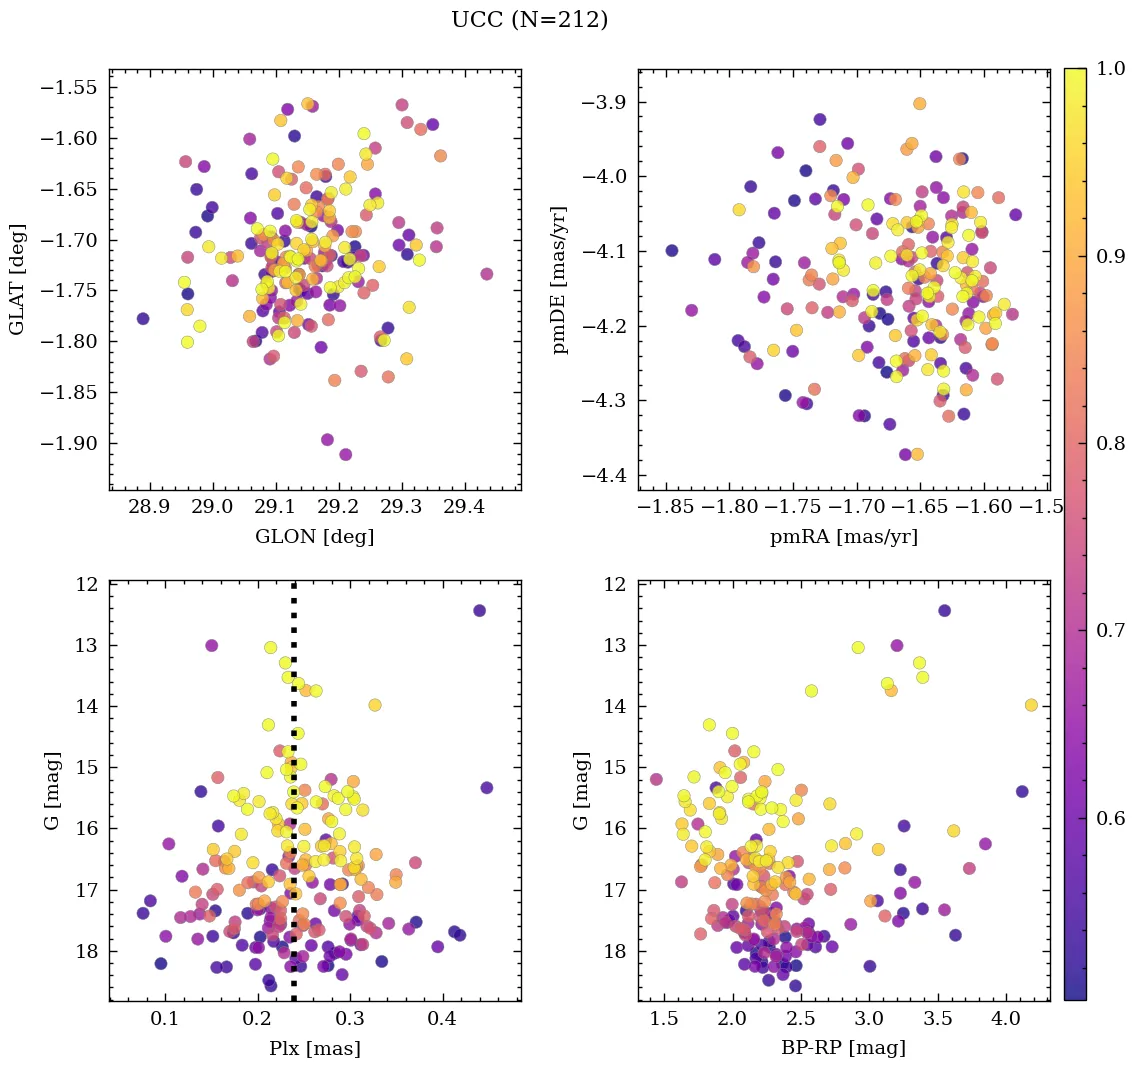 UCC (N=212)
−1.55
−1.60
−1.65
−1.70
−1.75
−1.80
−1.85
−1.90
GLAT [deg]
28.9 29.0 29.1 29.2 29.3 29.4
GLON [deg]
−3.9
−4.0
−4.1
−4.2
−4.3
−4.4
pmDE [mas/yr]
−1.85 −1.80 −1.75 −1.70 −1.65 −1.60 −1.5
pmRA [mas/yr]
12
13
14
15
16
17
18
G [mag]
0.1 0.2 0.3 0.4
Plx [mas]
12
13
14
15
16
17
18
G [mag]
1.5 2.0 2.5 3.0 3.5 4.0
BP-RP [mag]
1.0
0.9
0.8
0.7
0.6